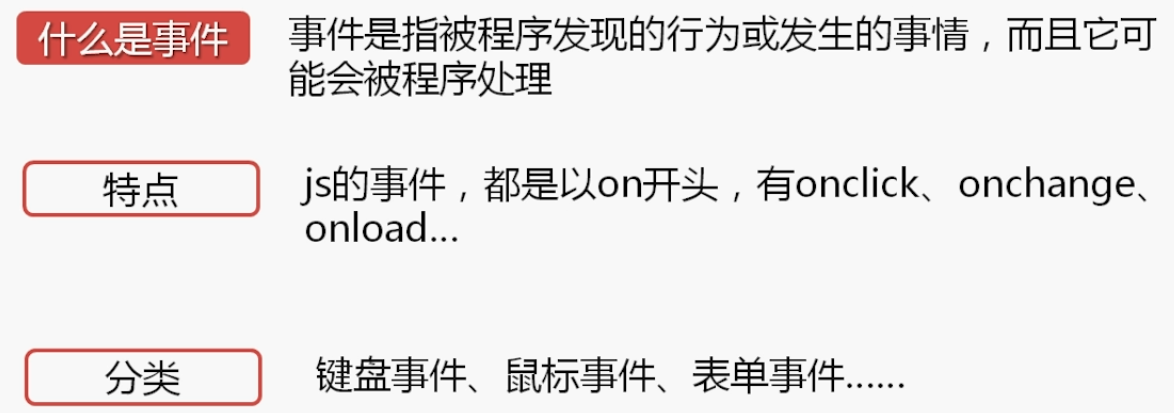 什么是事件
事件是指被程序发现的行为或发生的事情，而且它可
能会被程序处理
特点
js的事件，都是以on开头，有onclick、onchange、
onload...
分类
键盘事件、鼠标事件、表单事件......